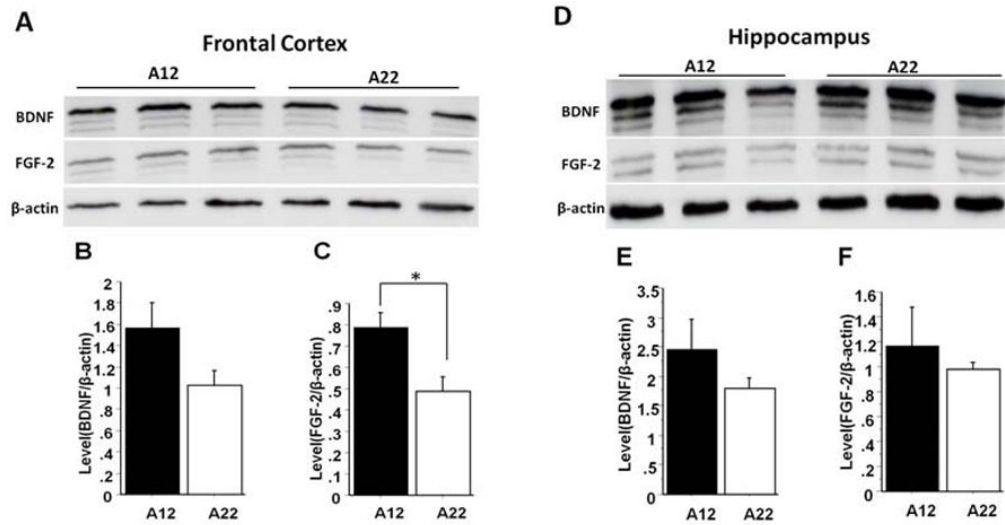 A
Frontal Cortex
A12 A22
BDNF
FGF-2
β-actin
B
Level(BDNF/β-actin)
2
1.8
1.6
1.4
1.2
1
.8
.6
.4
.2
0
A12 A22
C
*
Level(FGF-2/β-actin)
.9
.8
.7
.6
.5
.4
.3
.2
.1
0
A12 A22
D
Hippocampus
A12 A22
BDNF
FGF-2
β-actin
E
Level(BDNF/β-actin)
3.5
3
2.5
2
1.5
1
.5
0
A12 A22
F
Level(FGF-2/β-actin)
1.6
1.4
1.2
1
.8
.6
.4
.2
0
A12 A22